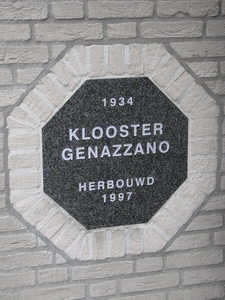 1934
KLOOSTER
GENAZZANO
HERBOUWD
1997